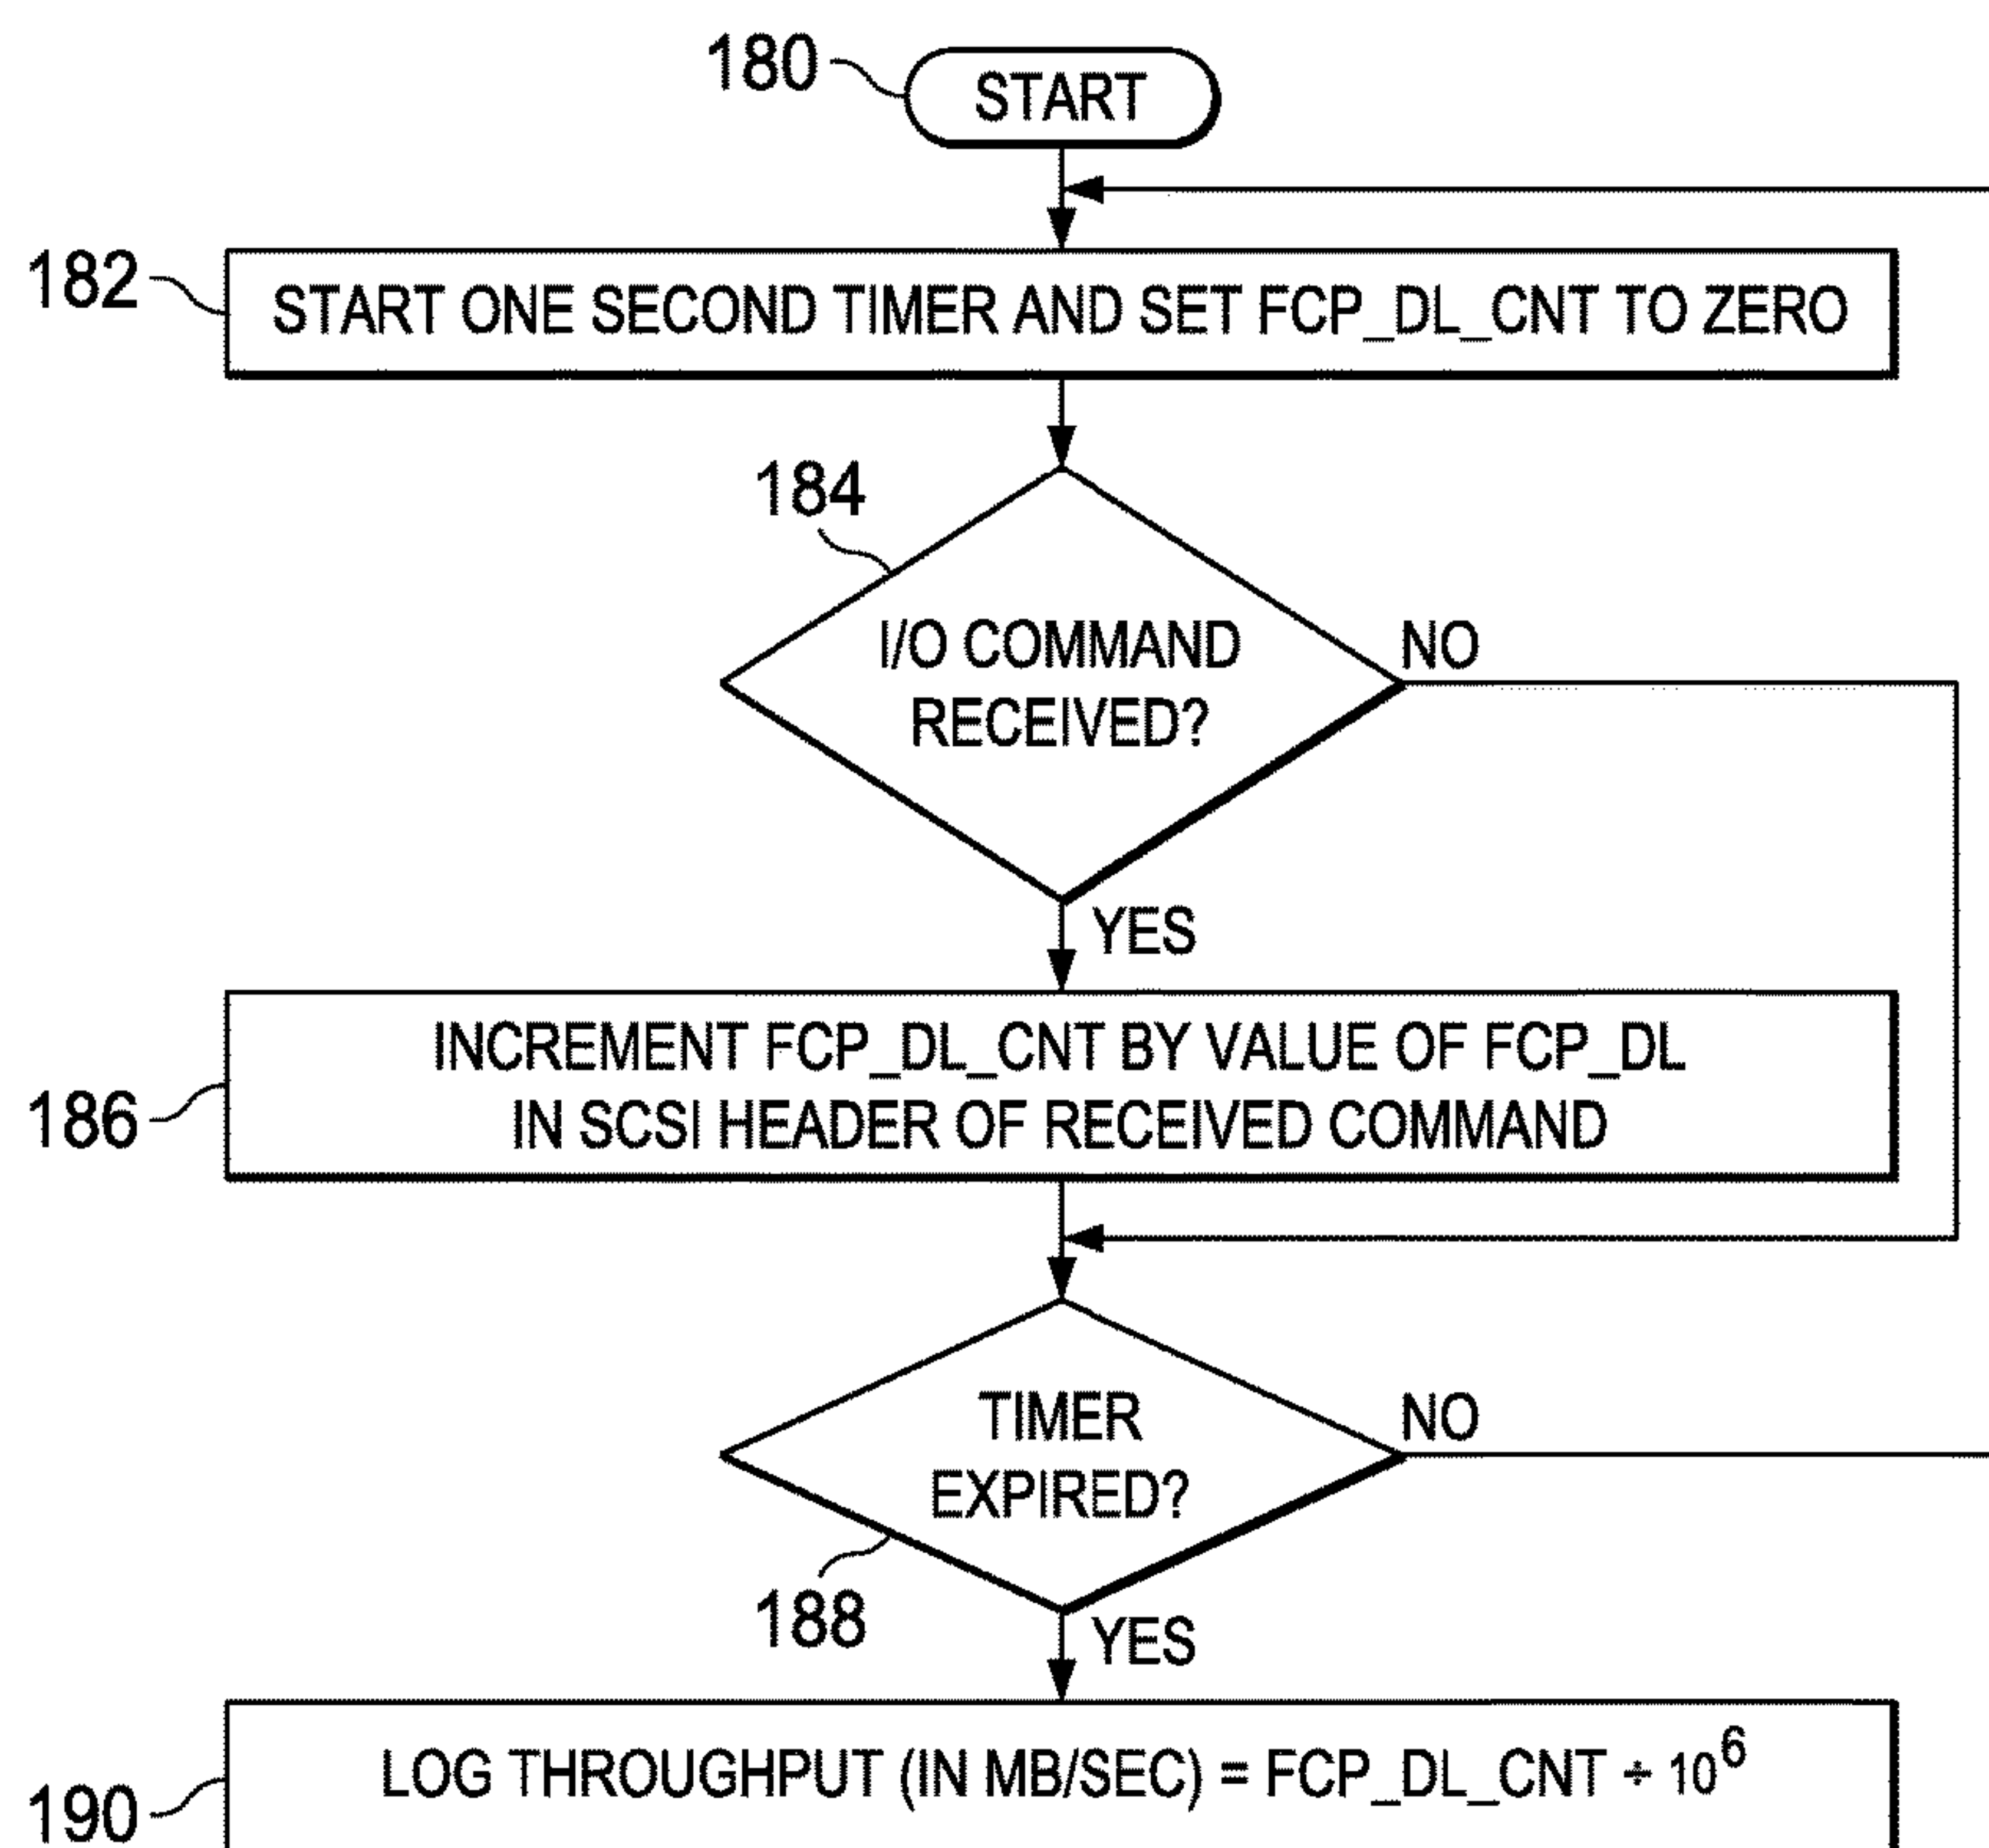 180
START
182
START ONE SECOND TIMER AND SET FCP_DL_CNT TO ZERO
184
I/O COMMAND
RECEIVED?
NO
YES
INCREMENT FCP_DL_CNT BY VALUE OF FCP_DL
IN SCSI HEADER OF RECEIVED COMMAND
186
TIMER
EXPIRED?
NO
188
YES
LOG THROUGHPUT (IN MB/SEC) = FCP_DL_CNT ÷ 10⁶
190